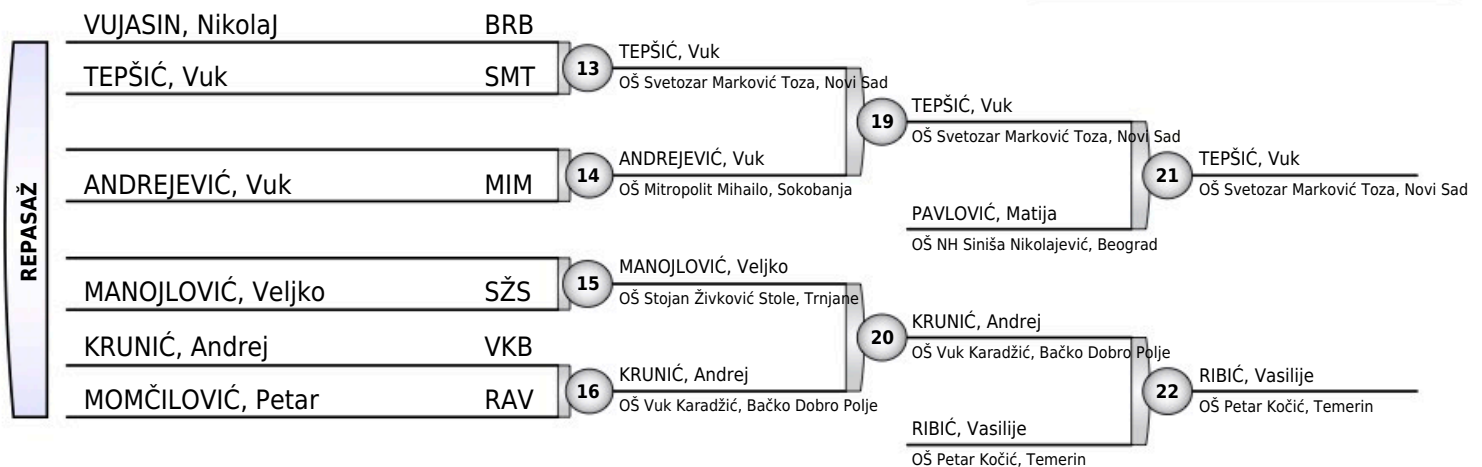 REPASAŽ
VUJASIN, NikolaJ BRB
TEPŠIĆ, Vuk SMT
ANDREJEVIĆ, Vuk MIM
MANOJLOVIĆ, Veljko SŽS
KRUNIĆ, Andrej VKB
MOMČILOVIĆ, Petar RAV
13
TEPŠIĆ, Vuk
OŠ Svetozar Marković Toza, Novi Sad
14
ANDREJEVIĆ, Vuk
OŠ Mitropolit Mihailo, Sokobanja
15
MANOJLOVIĆ, Veljko
OŠ Stojan Živković Stole, Trnjane
16
KRUNIĆ, Andrej
OŠ Vuk Karadžić, Bačko Dobro Polje
19
TEPŠIĆ, Vuk
OŠ Svetozar Marković Toza, Novi Sad
PAVLOVIĆ, Matija
OŠ NH Siniša Nikolajević, Beograd
20
KRUNIĆ, Andrej
OŠ Vuk Karadžić, Bačko Dobro Polje
RIBIĆ, Vasilije
OŠ Petar Kočić, Temerin
21
TEPŠIĆ, Vuk
OŠ Svetozar Marković Toza, Novi Sad
22
RIBIĆ, Vasilije
OŠ Petar Kočić, Temerin